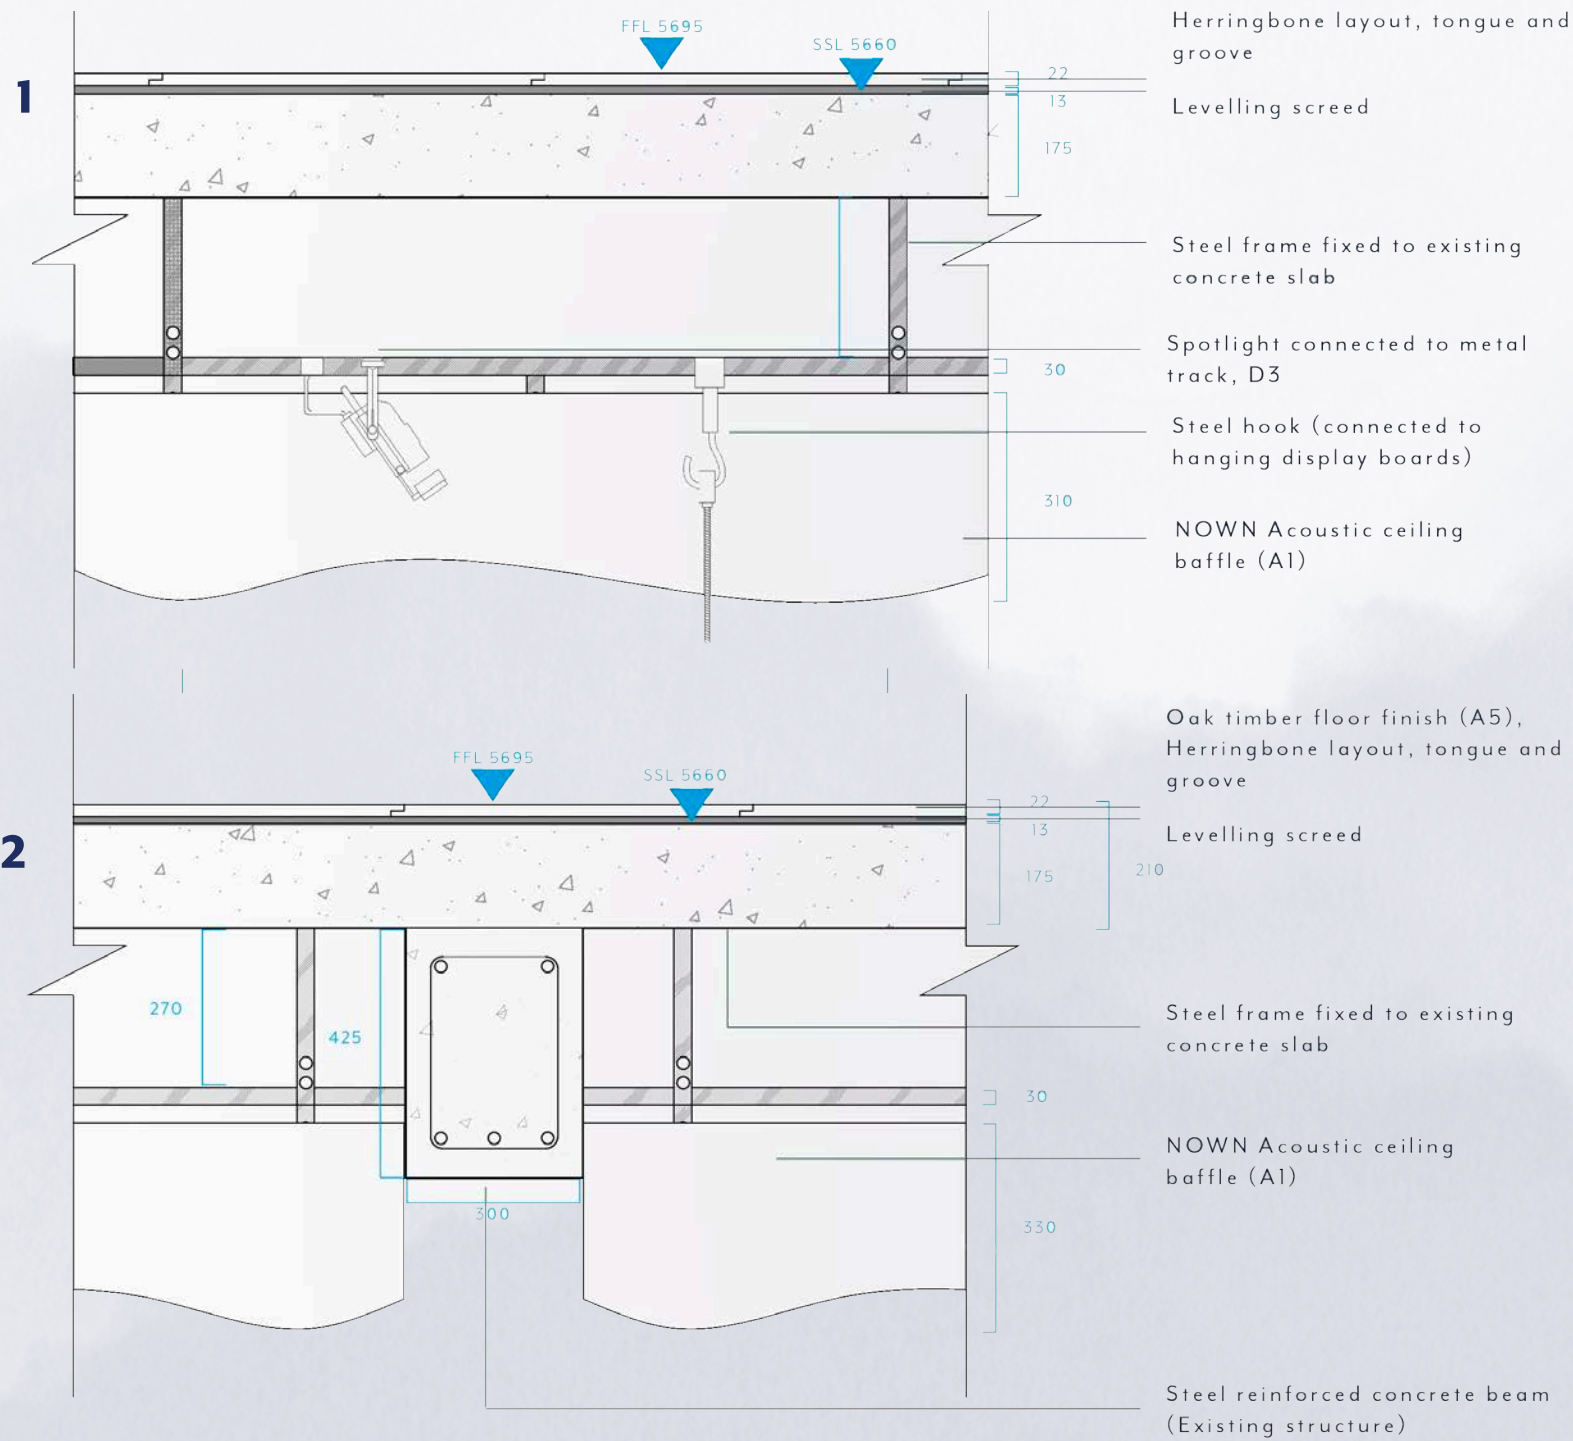 Herringbone layout, tongue and
groove
FFL 5695
SSL 5660
1
22
13
Levelling screed
175
Steel frame fixed to existing
concrete slab
Spotlight connected to metal
track, D3
30
Steel hook (connected to
hanging display boards)
310
NOWN Acoustic ceiling
baffle (A1)
Oak timber floor finish (A5),
Herringbone layout, tongue and
groove
FFL 5695
SSL 5660
2
22
13
Levelling screed
175
210
270
425
Steel frame fixed to existing
concrete slab
30
NOWN Acoustic ceiling
baffle (A1)
300
330
Steel reinforced concrete beam
(Existing structure)